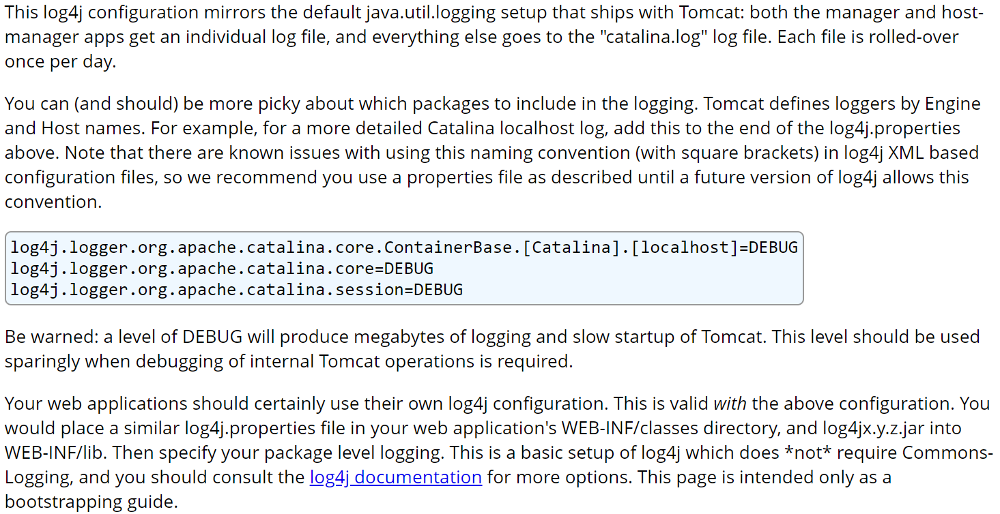 This log4j configuration mirrors the default java.util.logging setup that ships with Tomcat: both the manager and host-
manager apps get an individual log file, and everything else goes to the "catalina.log" log file. Each file is rolled-over
once per day.
You can (and should) be more picky about which packages to include in the logging. Tomcat defines loggers by Engine
and Host names. For example, for a more detailed Catalina localhost log, add this to the end of the log4j.properties
above. Note that there are known issues with using this naming convention (with square brackets) in log4j XML based
configuration files, so we recommend you use a properties file as described until a future version of log4j allows this
convention.
log4j.logger.org.apache.catalina.core.ContainerBase.[Catalina].[localhost]=DEBUG
log4j.logger.org.apache.catalina.core=DEBUG
log4j.logger.org.apache.catalina.session=DEBUG
Be warned: a level of DEBUG will produce megabytes of logging and slow startup of Tomcat. This level should be used
sparingly when debugging of internal Tomcat operations is required.
Your web applications should certainly use their own log4j configuration. This is valid with the above configuration. You
would place a similar log4j.properties file in your web application's WEB-INF/classes directory, and log4jx.y.z.jar into
WEB-INF/lib. Then specify your package level logging. This is a basic setup of log4j which does *not* require Commons-
Logging, and you should consult the log4j documentation for more options. This page is intended only as a
bootstrapping guide.